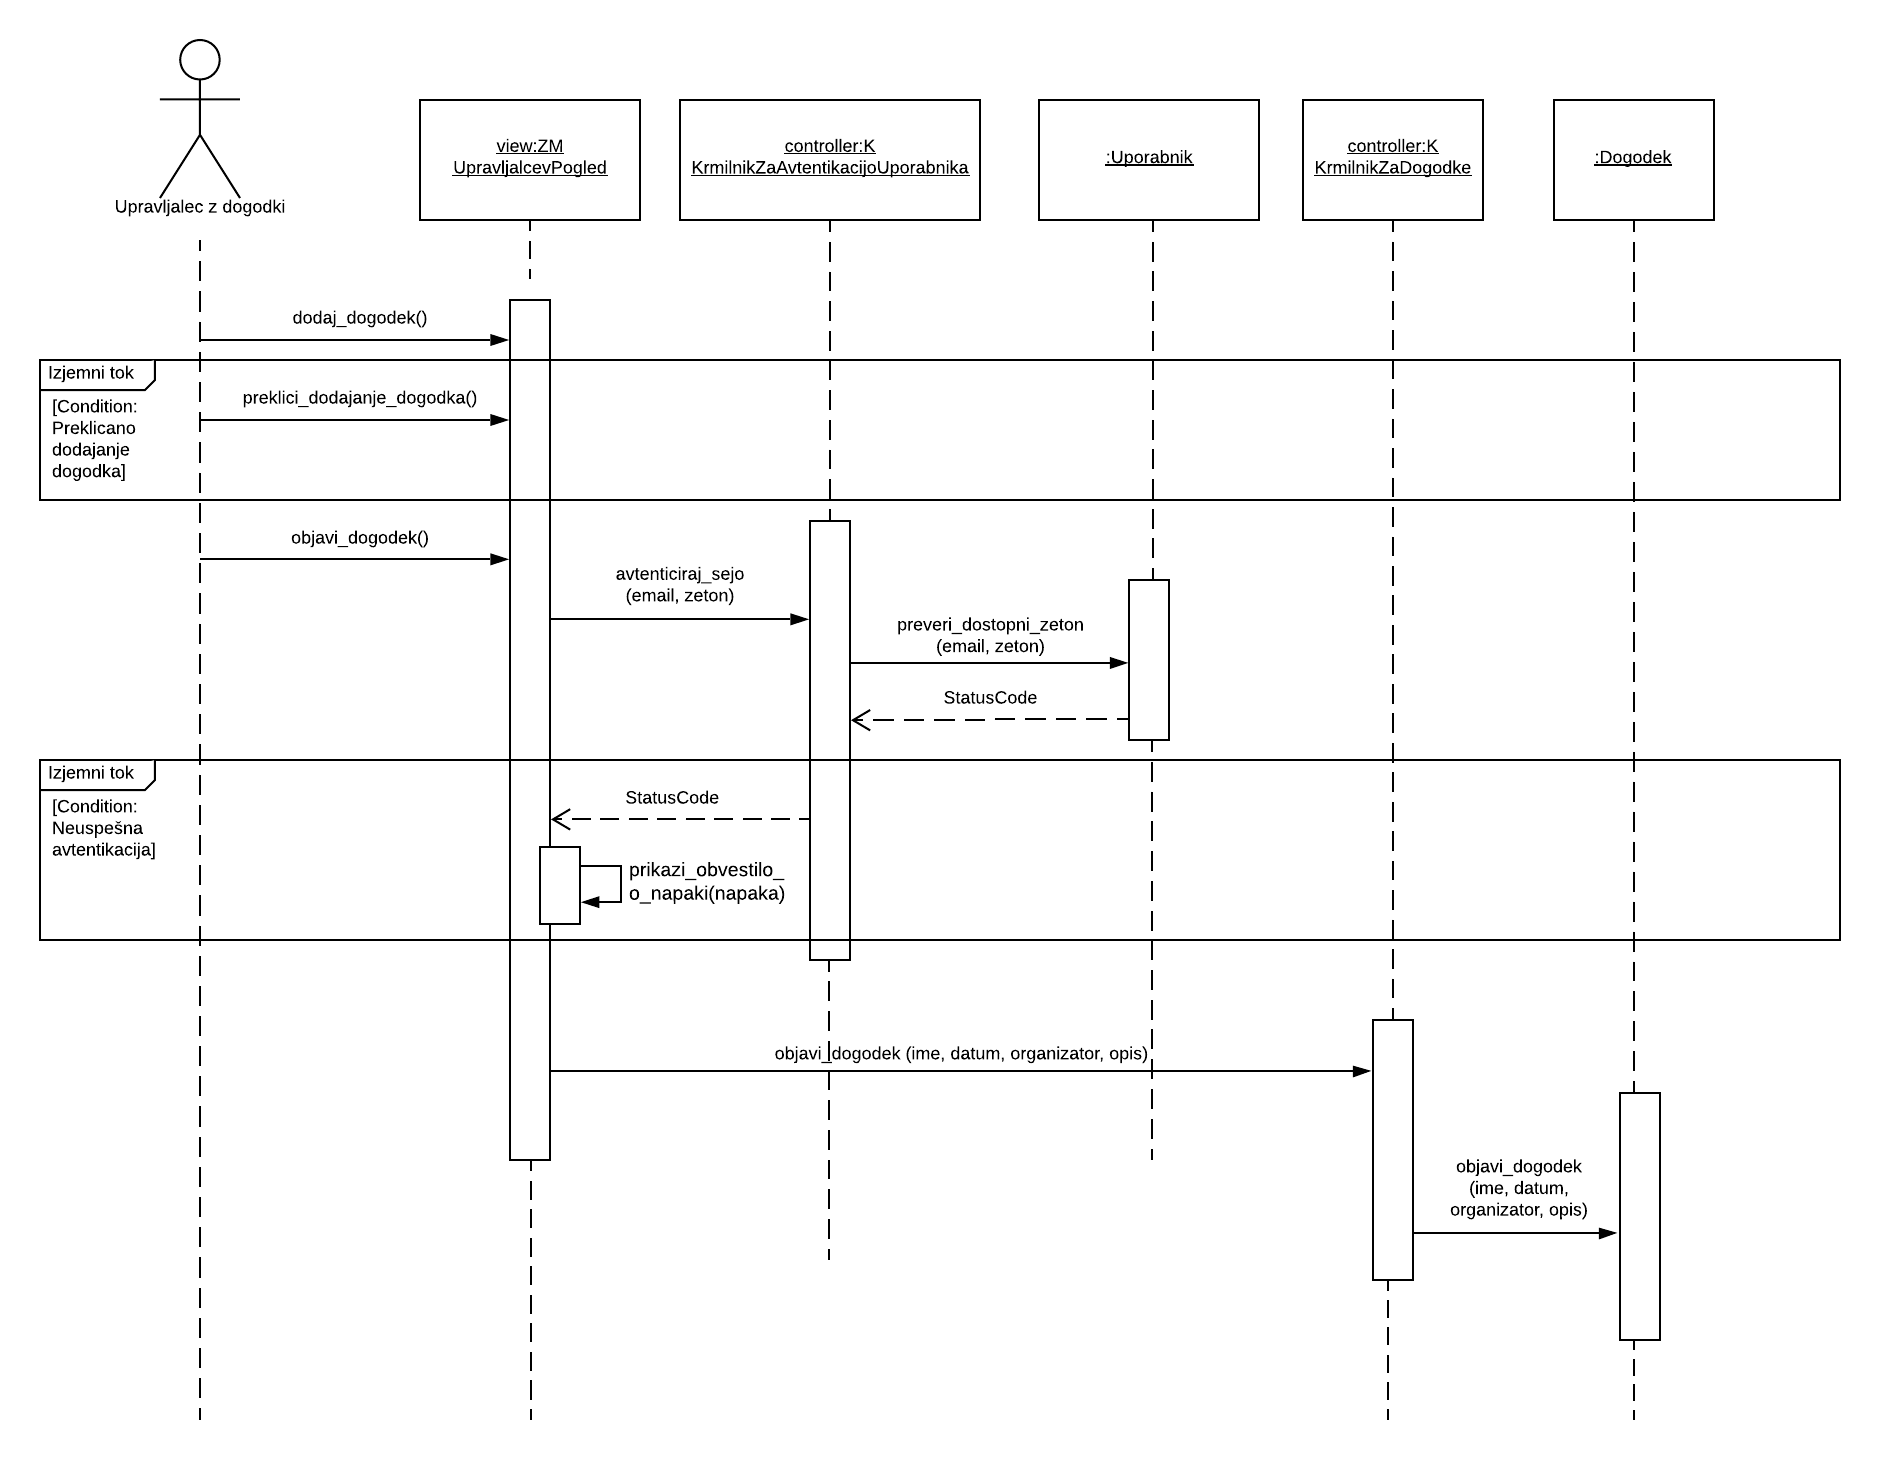 Upravljalec z dogodki
view:ZM
UpravljalcevPogled
controller:K
KrmilnikZaAvtentikacijoUporabnika
:Uporabnik
controller:K
KrmilnikZaDogodke
:Dogodek
dodaj_dogodek()
Izjemni tok
[Condition:
Preklicano
dodajanje
dogodka]
preklici_dodajanje_dogodka()
objavi_dogodek()
avtenticiraj_sejo
(email, zeton)
preveri_dostopni_zeton
(email, zeton)
StatusCode
Izjemni tok
[Condition:
Neuspešna
avtentikacija]
StatusCode
prikazi_obvestilo_
o_napaki(napaka)
objavi_dogodek (ime, datum, organizator, opis)
objavi_dogodek
(ime, datum,
organizator, opis)